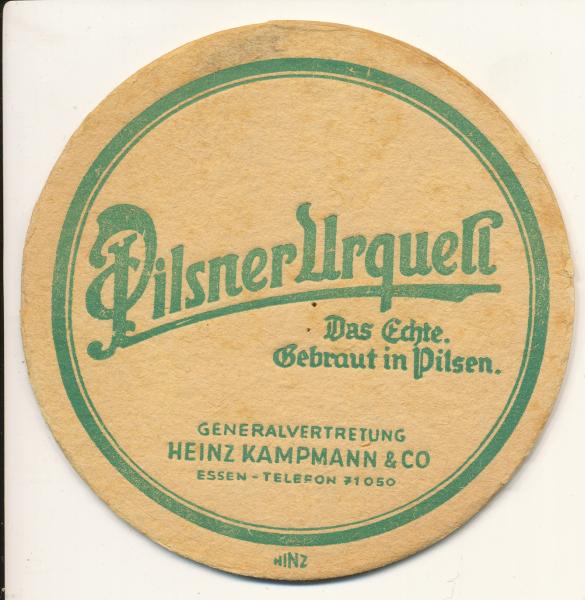 Pilsner Urquell
Das Echte.
Gebraut in Pilsen.
GENERALVERTRETUNG
HEINZ KAMPMANN & CO
ESSEN - TELEFON 71050
HINZ